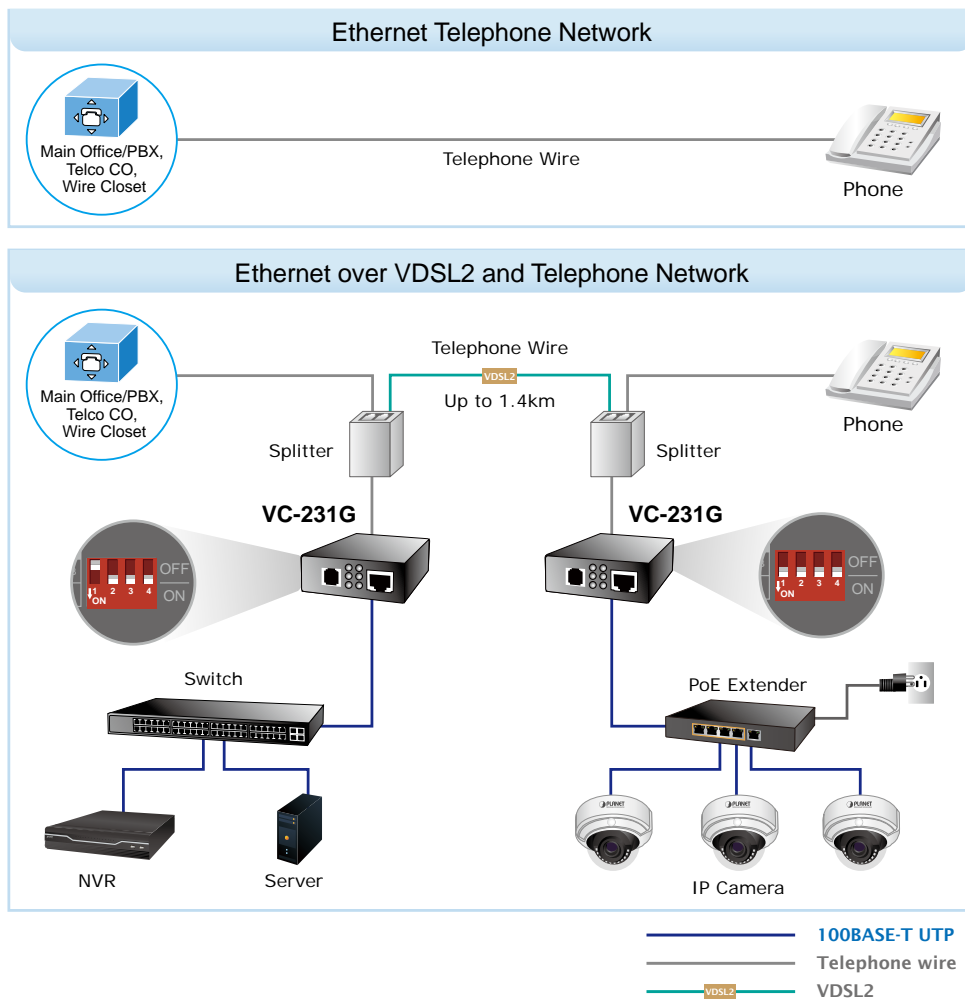 Ethernet Telephone Network
Main Office/PBX,
Telco CO,
Wire Closet
Telephone Wire
Phone
Ethernet over VDSL2 and Telephone Network
Main Office/PBX,
Telco CO,
Wire Closet
Telephone Wire
VDSL2
Up to 1.4km
Phone
Splitter
Splitter
VC-231G
VC-231G
OFF
ON
1 2 3 4
ON
OFF
ON
1 2 3 4
ON
Switch
PoE Extender
PLANET
PLANET
PLANET
NVR
Server
IP Camera
100BASE-T UTP
Telephone wire
VDSL2
VDSL2